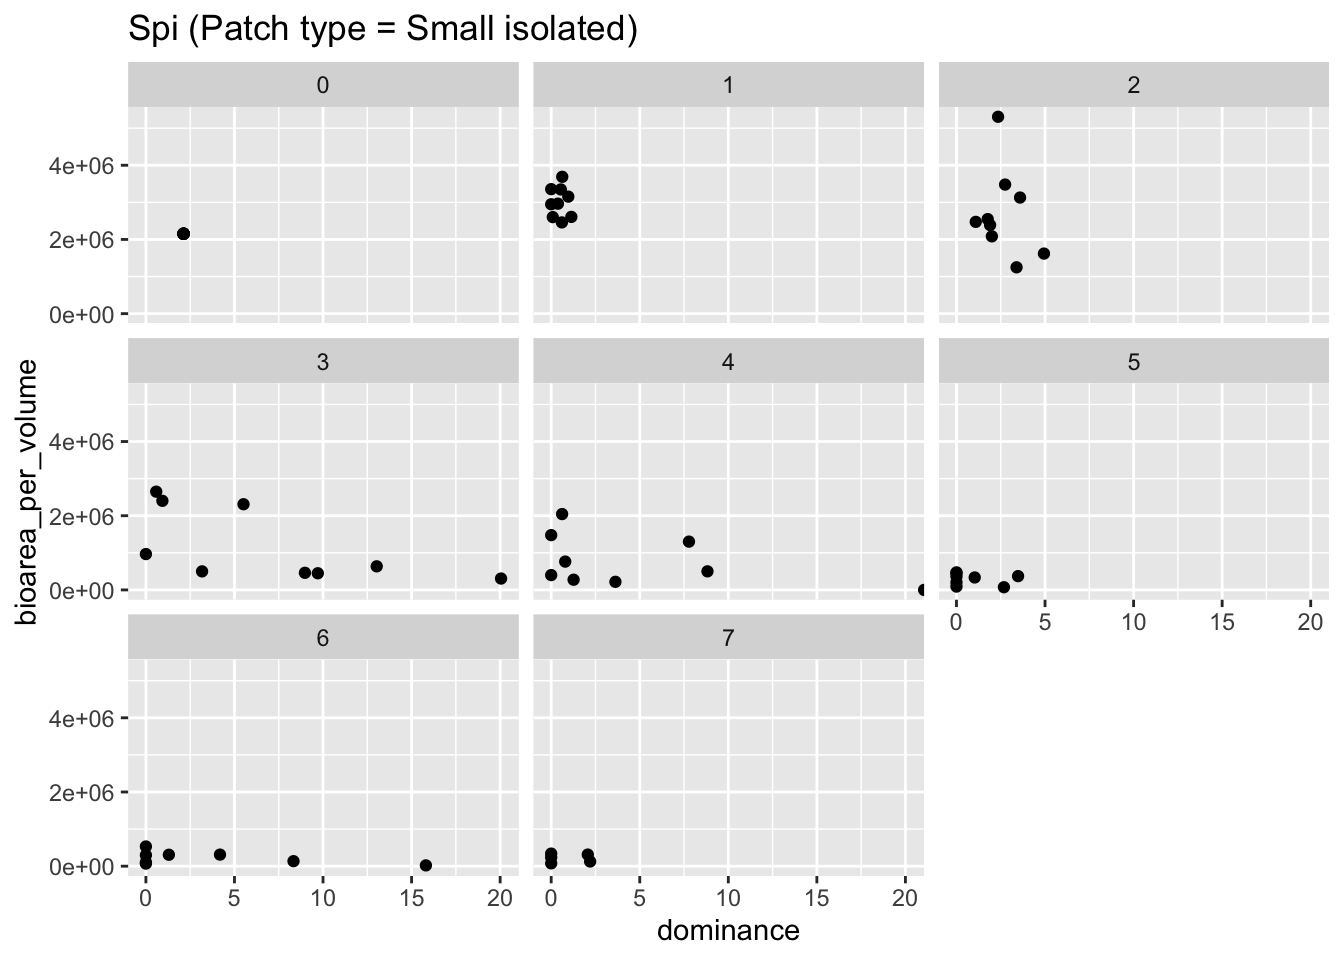 Spi (Patch type = Small isolated)
0 1 2
4e+06
2e+06
0e+00
3 4 5
4e+06
2e+06
0e+00
0 5 10 15 20
6 7
4e+06
2e+06
0e+00
0 5 10 15 20 0 5 10 15 20
dominance
bioarea_per_volume